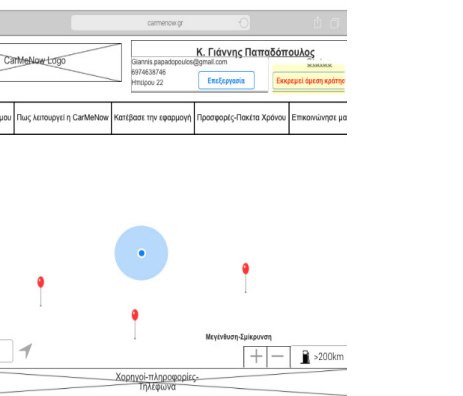 carmenow.gr
CarMeNow Logo
Κ. Γιάννης Παπαδόπουλος
Giannis.papadopoulos@gmail.com
6974638746
Ηπείρου 22
Επεξεργασία
Εκκρεμεί άμεση κράτησ
μου
Πως λειτουργεί η CarMeNow
Κατέβασε την εφαρμογή
Προσφορές-Πακέτα Χρόνου
Επικοινώνησε μα
Μεγένθυση-Σμίκρυνση
+ −
>200km
Χορηγοί-πληροφορίες-
Τηλέφωνα